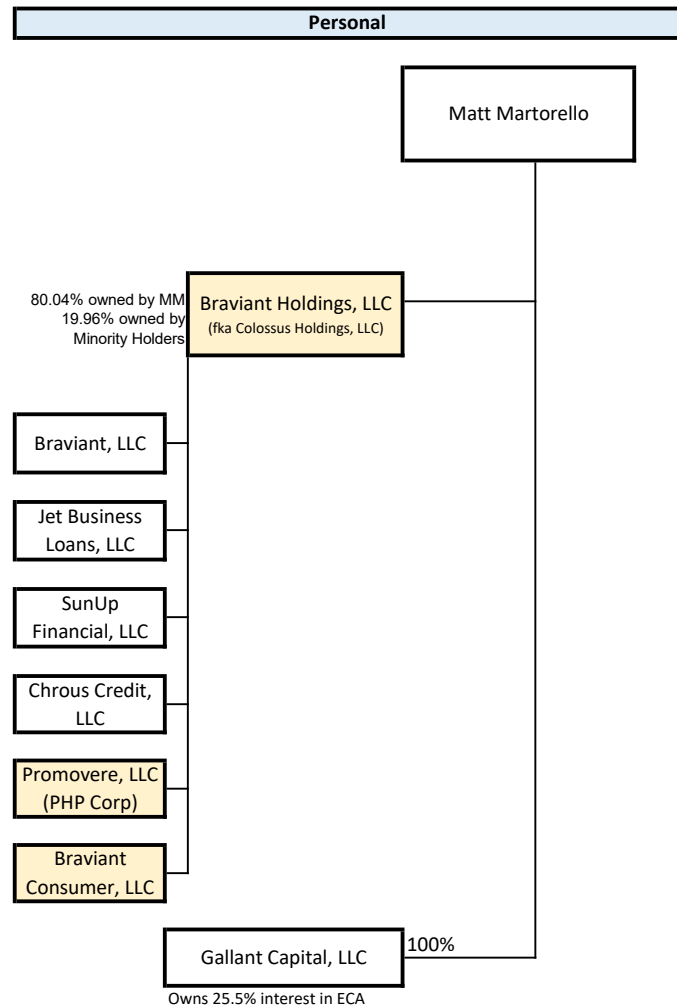 Personal
Matt Martorello
80.04% owned by MM
19.96% owned by
Minority Holders
Braviant Holdings, LLC
(fka Colossus Holdings, LLC)
Braviant, LLC
Jet Business
Loans, LLC
SunUp
Financial, LLC
Chrous Credit,
LLC
Promovere, LLC
(PHP Corp)
Braviant
Consumer, LLC
Gallant Capital, LLC
100%
Owns 25.5% interest in ECA